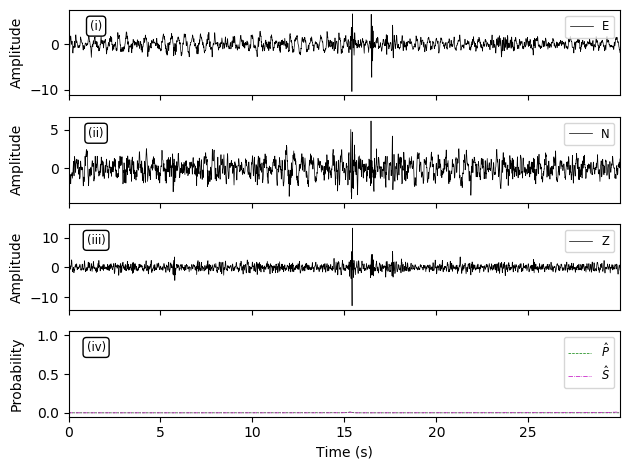 (i)
E
Amplitude
0
−10
(ii)
N
Amplitude
5
0
(iii)
Z
Amplitude
10
0
−10
(iv)
P̂
Ŝ
Probability
1.0
0.5
0.0
0 5 10 15 20 25
Time (s)